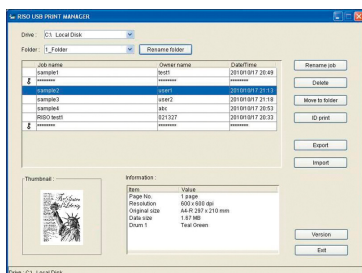 RISO USB PRINT MANAGER
Drive : C:\ Local Disk
Folder : 1_Folder Rename folder
Job name Owner name Date/Time
sample1 test1 2010/10/17 20:49
******** ******** ********
sample2 user1 2010/10/17 21:13
sample3 user2 2010/10/17 21:18
sample4 abc 2010/10/17 20:53
RISO test1 021327 2010/10/17 20:33
******** ******** ********
Rename job
Delete
Move to folder
ID print
Export
Import
Thumbnail :
Information :
Item Value
Page No. 1 page
Resolution 600 x 600 dpi
Original size A4-R 297 x 210 mm
Date size 1.67 MB
Drum 1 Teal Green
Version
Exit
Drive : C:\ Local Disk